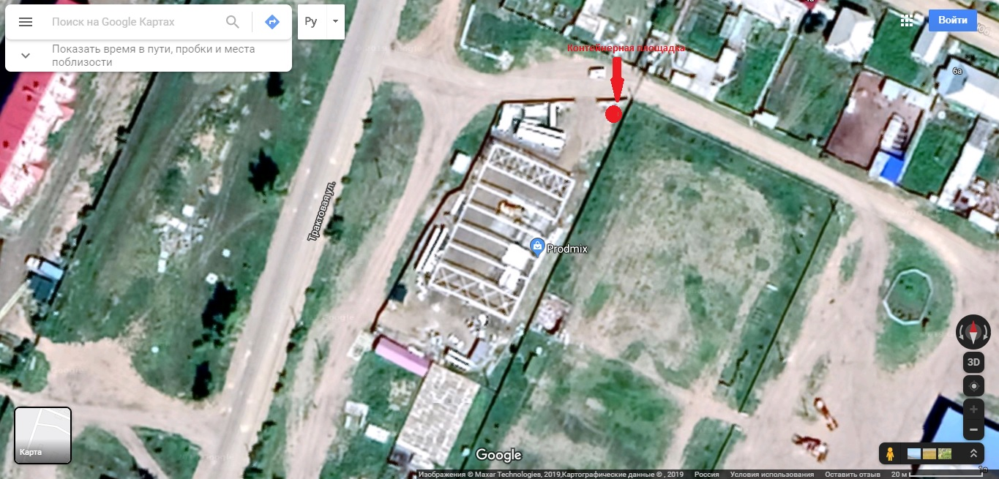 Поиск на Google Картах
Ру
Войти
Показать время в пути, пробки и места
поблизости
Контейнерная площадка
6а
Трактовая ул.
Prodmix
3D
Карта
Google
Изображения © Maxar Technologies, 2019,Картографические данные © , 2019 Россия Условия использования Оставить отзыв 20 м